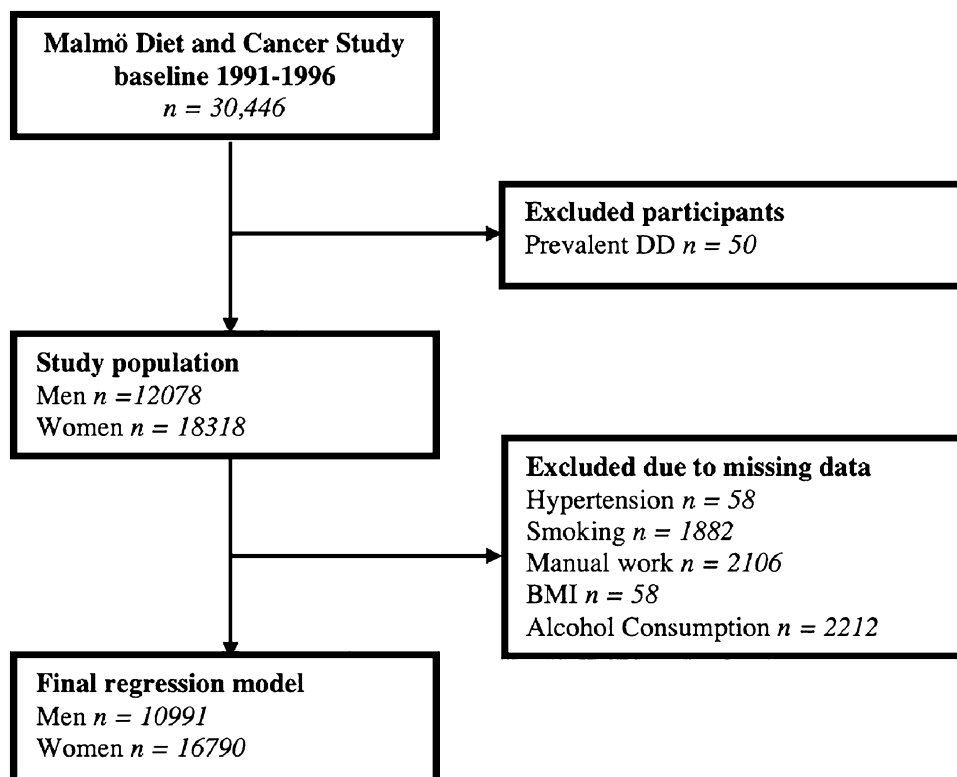 Malmö Diet and Cancer Study
baseline 1991-1996
n = 30,446
Excluded participants
Prevalent DD n = 50
Study population
Men n =12078
Women n = 18318
Excluded due to missing data
Hypertension n = 58
Smoking n = 1882
Manual work n = 2106
BMI n = 58
Alcohol Consumption n = 2212
Final regression model
Men n = 10991
Women n = 16790